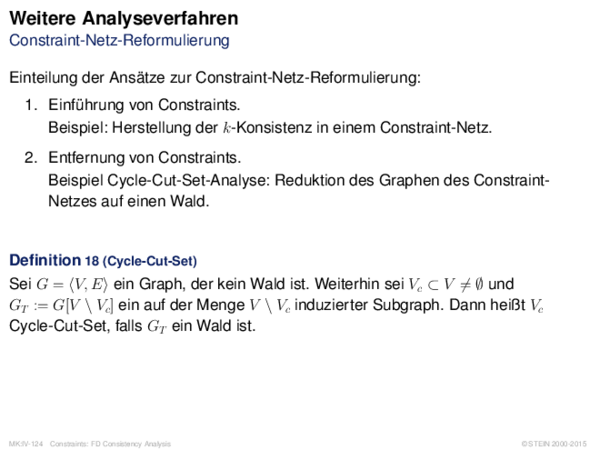 Weitere Analyseverfahren
Constraint-Netz-Reformulierung
Einteilung der Ansätze zur Constraint-Netz-Reformulierung:
1. Einführung von Constraints.
Beispiel: Herstellung der k-Konsistenz in einem Constraint-Netz.
2. Entfernung von Constraints.
Beispiel Cycle-Cut-Set-Analyse: Reduktion des Graphen des Constraint-
Netzes auf einen Wald.
Definition 18 (Cycle-Cut-Set)
Sei G = ⟨V, E⟩ ein Graph, der kein Wald ist. Weiterhin sei V_c ⊂ V ≠ ∅ und
G_T := G[V \ V_c] ein auf der Menge V \ V_c induzierter Subgraph. Dann heißt V_c
Cycle-Cut-Set, falls G_T ein Wald ist.
MK:IV-124 Constraints: FD Consistency Analysis ©STEIN 2000-2015